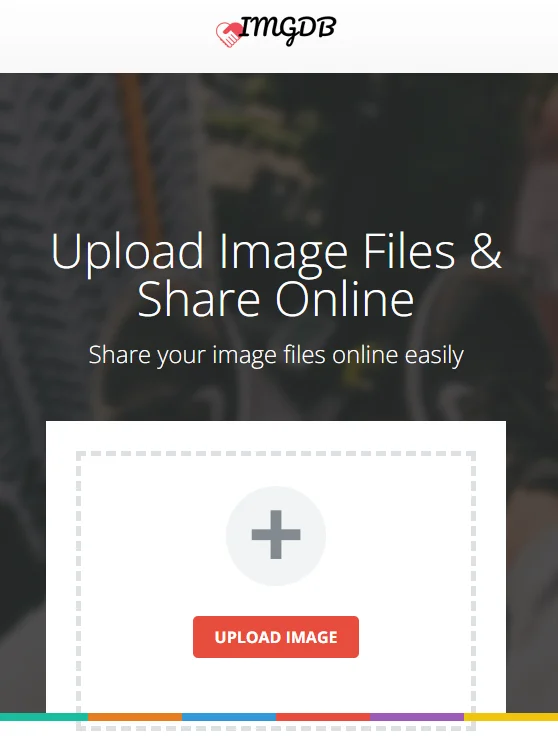 IMGDB
Upload Image Files &
Share Online
Share your image files online easily
UPLOAD IMAGE